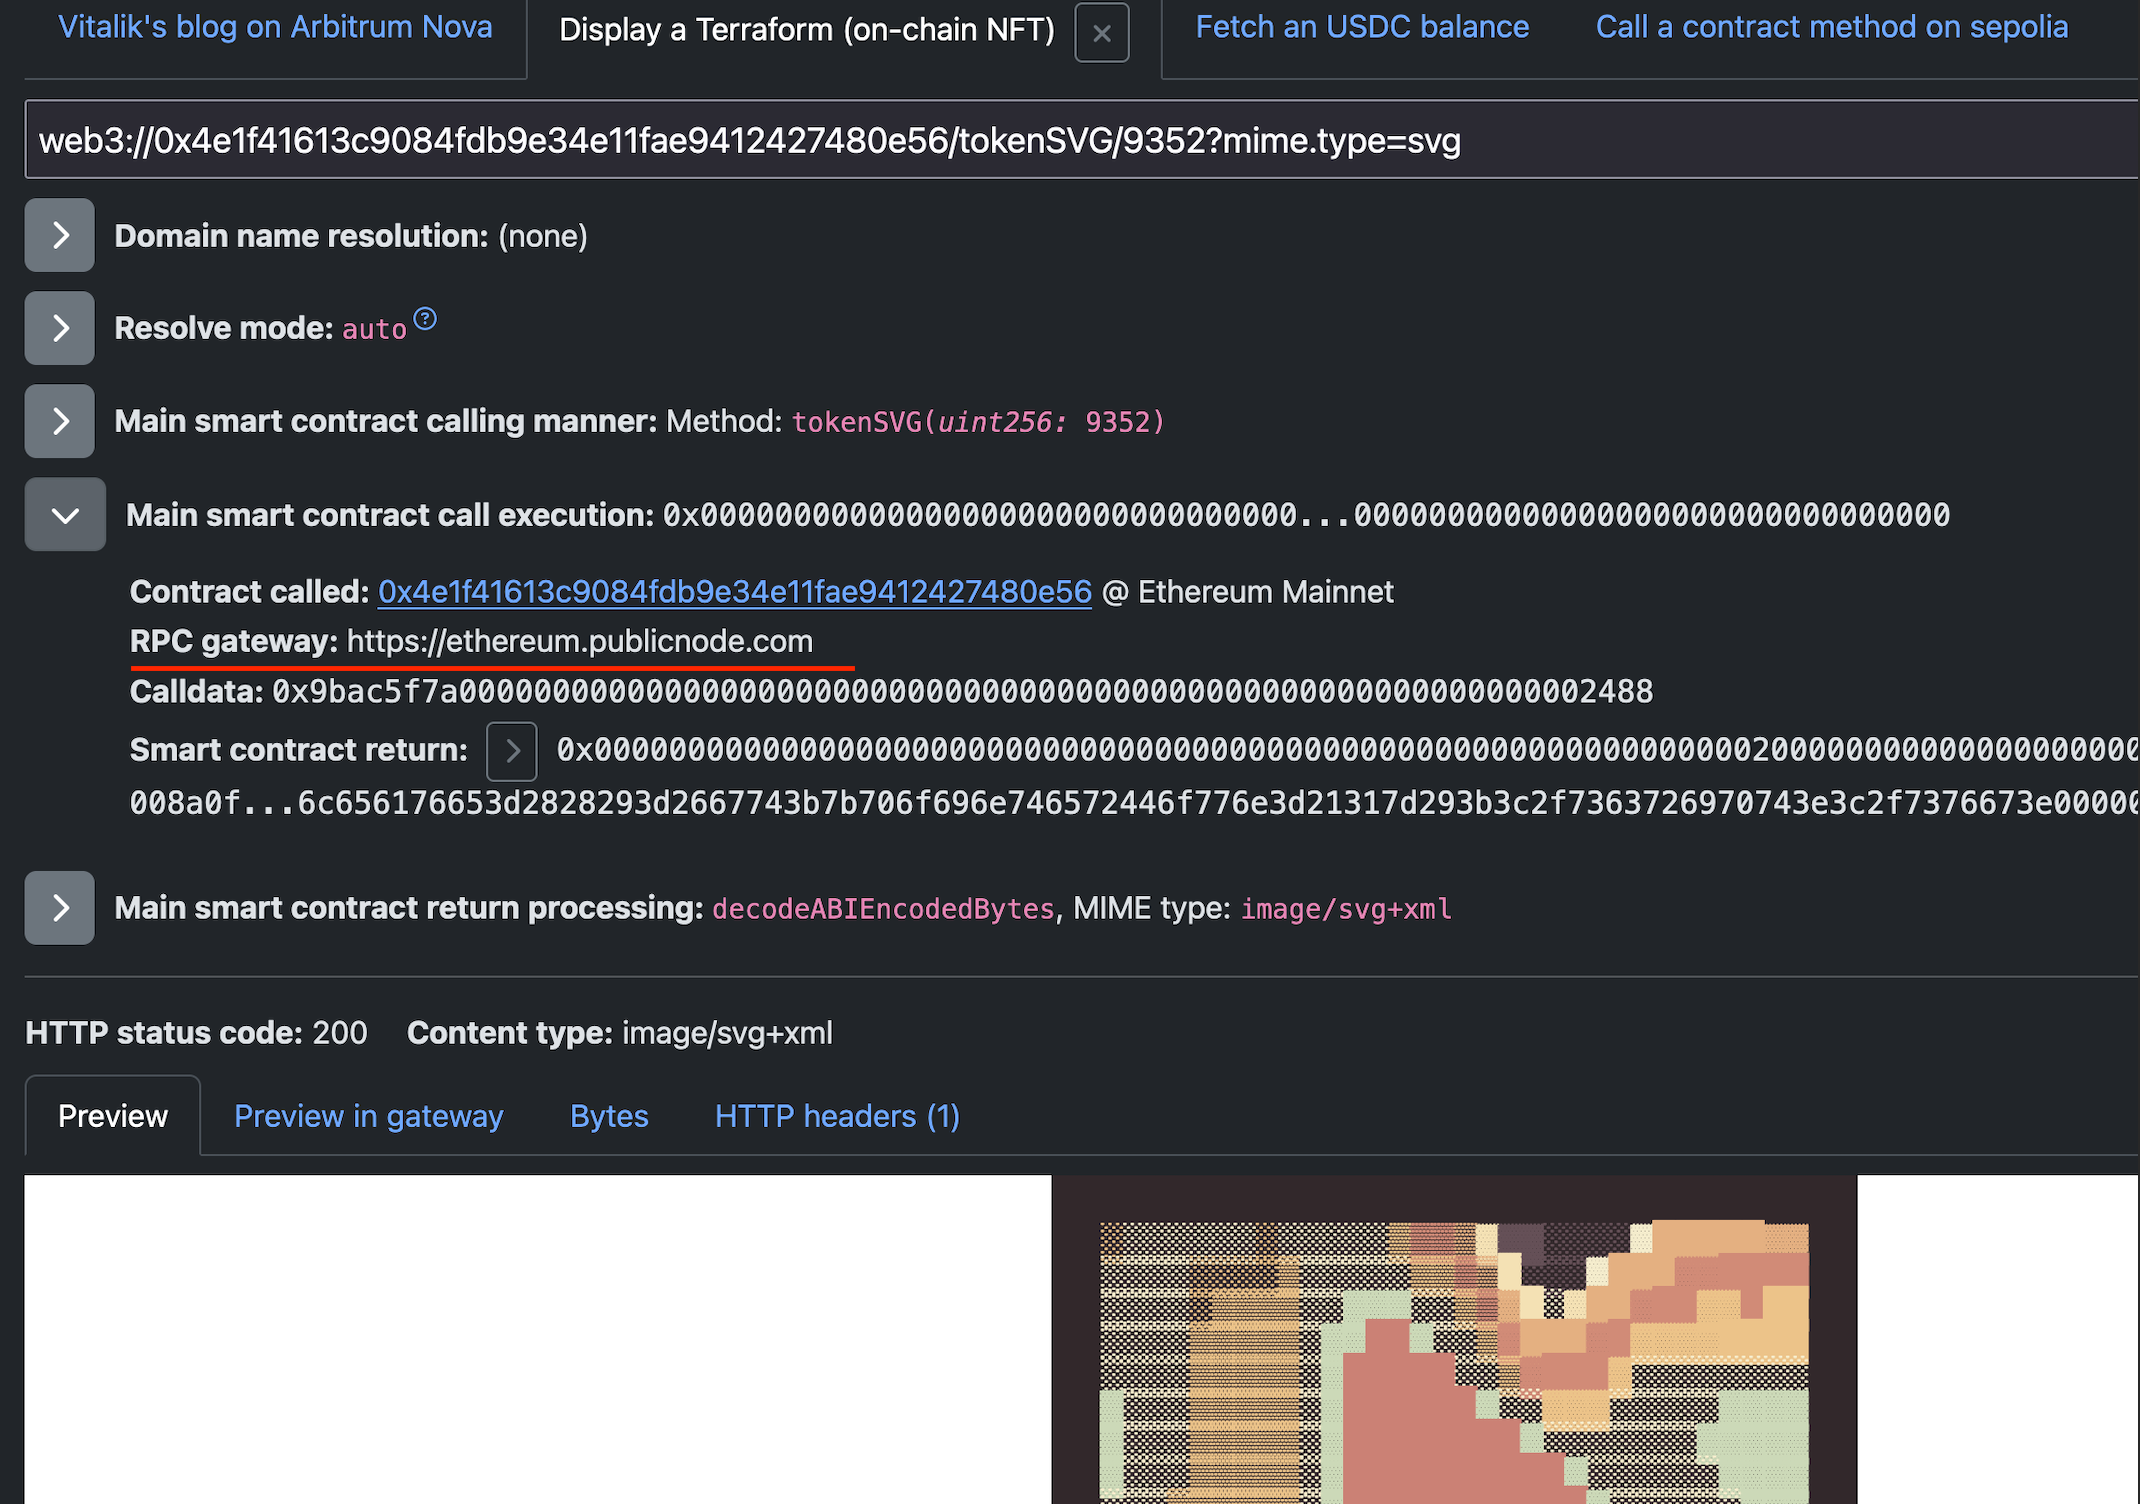 Vitalik's blog on Arbitrum Nova
Display a Terraform (on-chain NFT)
Fetch an USDC balance
Call a contract method on sepolia
web3://0x4e1f41613c9084fdb9e34e11fae9412427480e56/tokenSVG/9352?mime.type=svg
Domain name resolution: (none)
Resolve mode: auto
Main smart contract calling manner: Method: tokenSVG(uint256: 9352)
Main smart contract call execution: 0x00000000000000000000000000000000...00000000000000000000000000000000
Contract called: 0x4e1f41613c9084fdb9e34e11fae9412427480e56 @ Ethereum Mainnet
RPC gateway: https://ethereum.publicnode.com
Calldata: 0x9bac5f7a0000000000000000000000000000000000000000000000000000000000002488
Smart contract return:
008a0f...6c656176653d2828293d2667743b7b706f696e746572446f776e3d21317d293b3c2f7363726970743e3c2f7376673e00000
Main smart contract return processing: decodeABIEncodedBytes, MIME type: image/svg+xml
HTTP status code: 200 Content type: image/svg+xml
Preview
Preview in gateway
Bytes
HTTP headers (1)